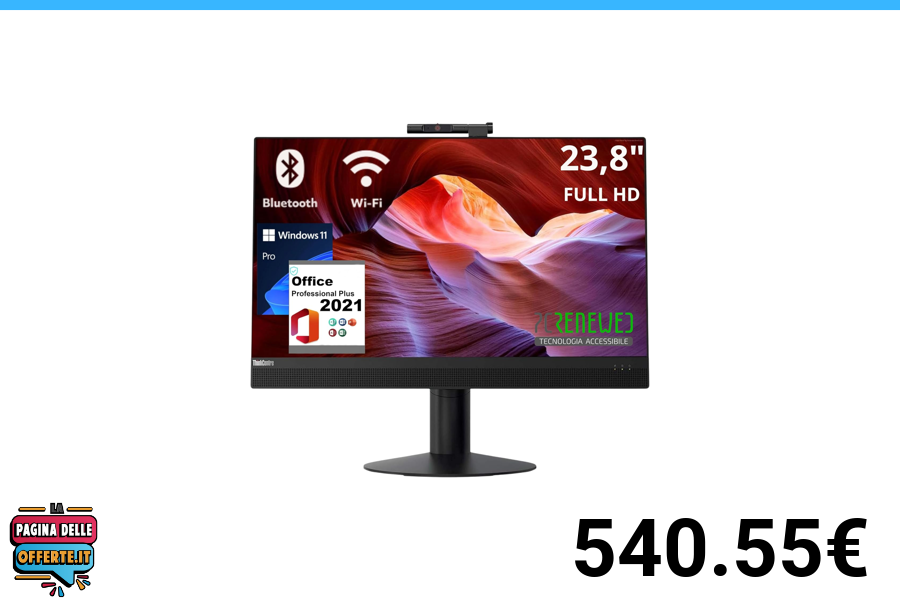 23,8"
FULL HD
Bluetooth
Wi-Fi
Windows 11
Pro
Office
Professional Plus
2021
RENEWED
TECNOLOGIA ACCESSIBILE
ThinkCentre
LA
PAGINA DELLE
OFFERTE.IT
540.55€